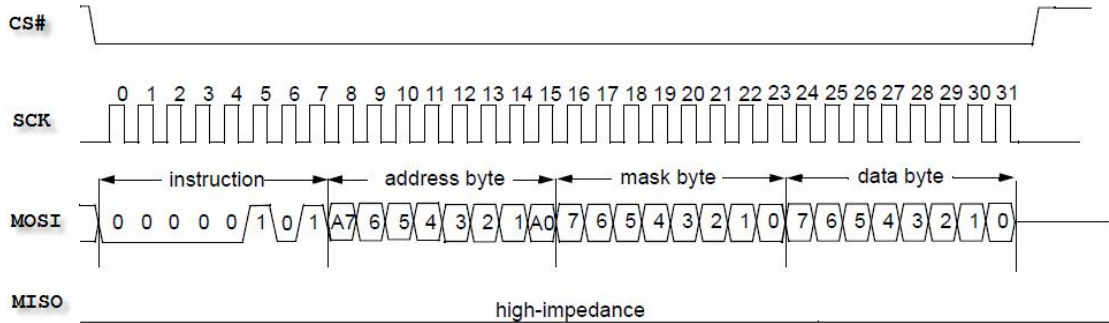 CS#
0 1 2 3 4 5 6 7 8 9 10 11 12 13 14 15 16 17 18 19 20 21 22 23 24 25 26 27 28 29 30 31
SCK
instruction address byte mask byte data byte
MOSI 0 0 0 0 0 1 0 1 A7 6 5 4 3 2 1 A0 7 6 5 4 3 2 1 0 7 6 5 4 3 2 1 0
MISO
high-impedance